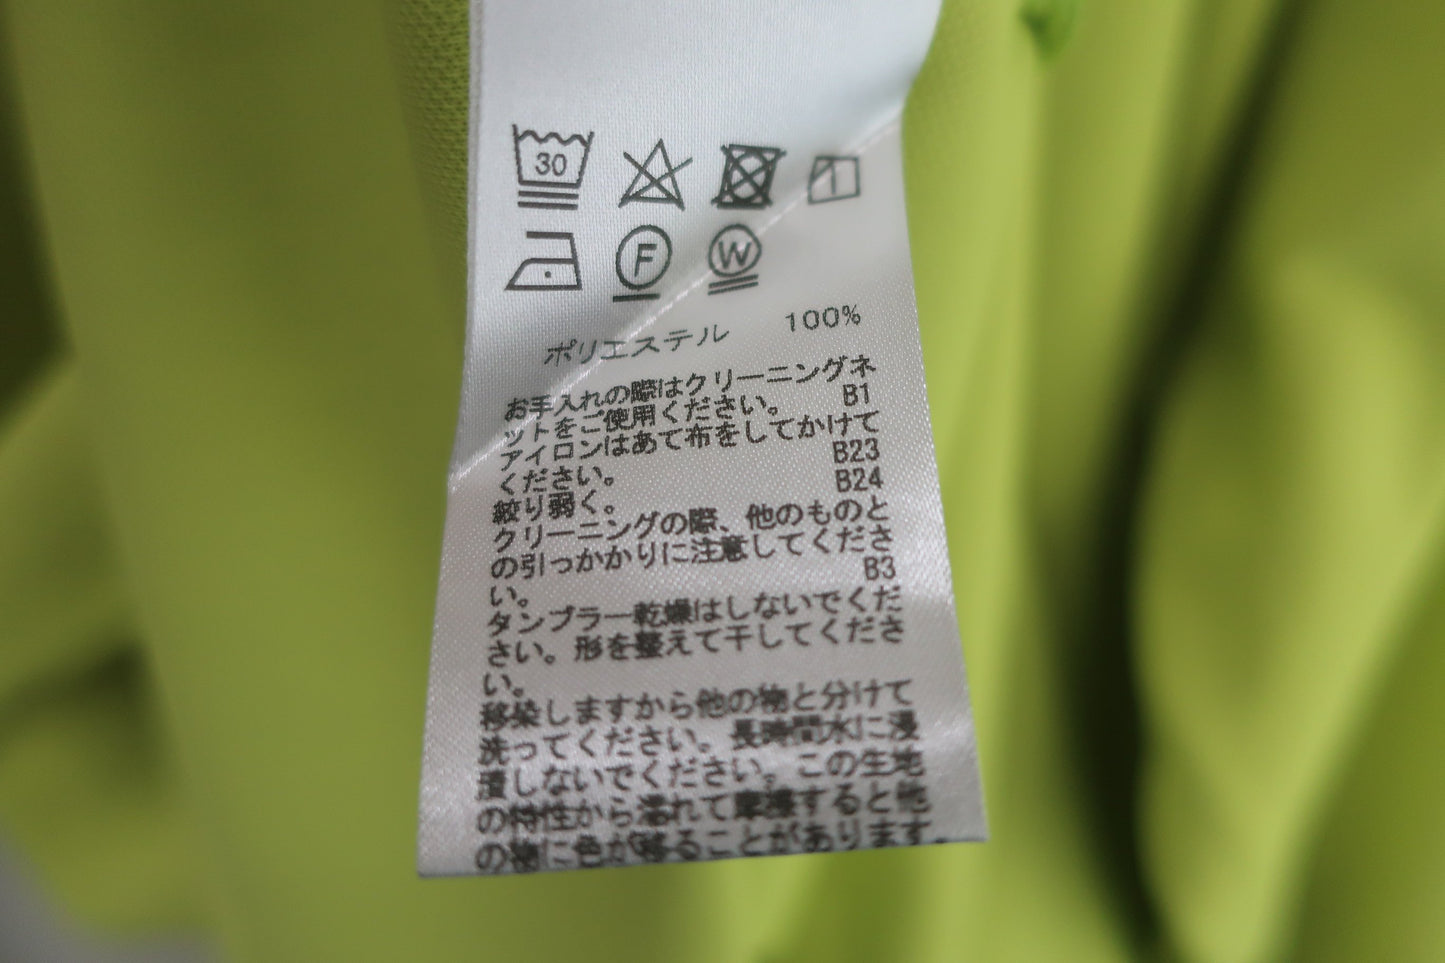 30
F
W
ポリエステル 100%
お手入れの際はクリーニングネ
ットをご使用ください。 B1
アイロンはあて布をしてかけて
ください。 B23
絞り弱く。 B24
クリーニングの際、他のものと
の引っかかりに注意してくださ
い。 B3
タンブラー乾燥はしないでくだ
さい。形を整えて干してくださ
い。
移染しますから他の物と分けて
洗ってください。長時間水に浸
漬しないでください。この生地
の特性から濡れて摩擦すると他
の物に色が移ることがあります。